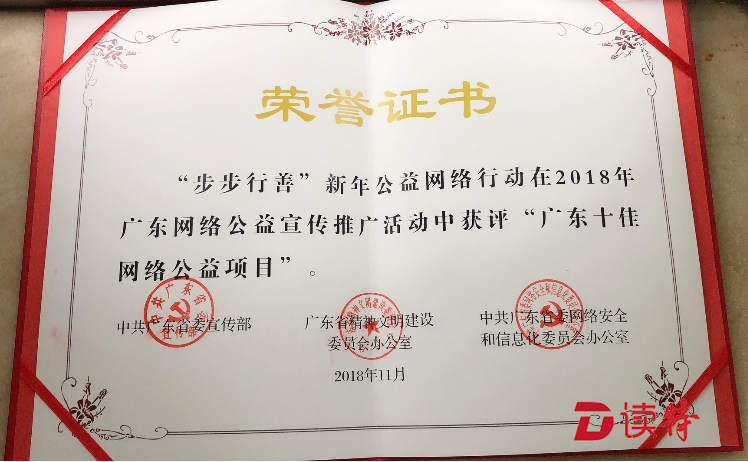 荣誉证书
“步步行善”新年公益网络行动在2018年
广东网络公益宣传推广活动中获评“广东十佳
网络公益项目”。
中共广东省委宣传部
广东省精神文明建设
委员会办公室
中共广东省委网络安全
和信息化委员会办公室
2018年11月
读特